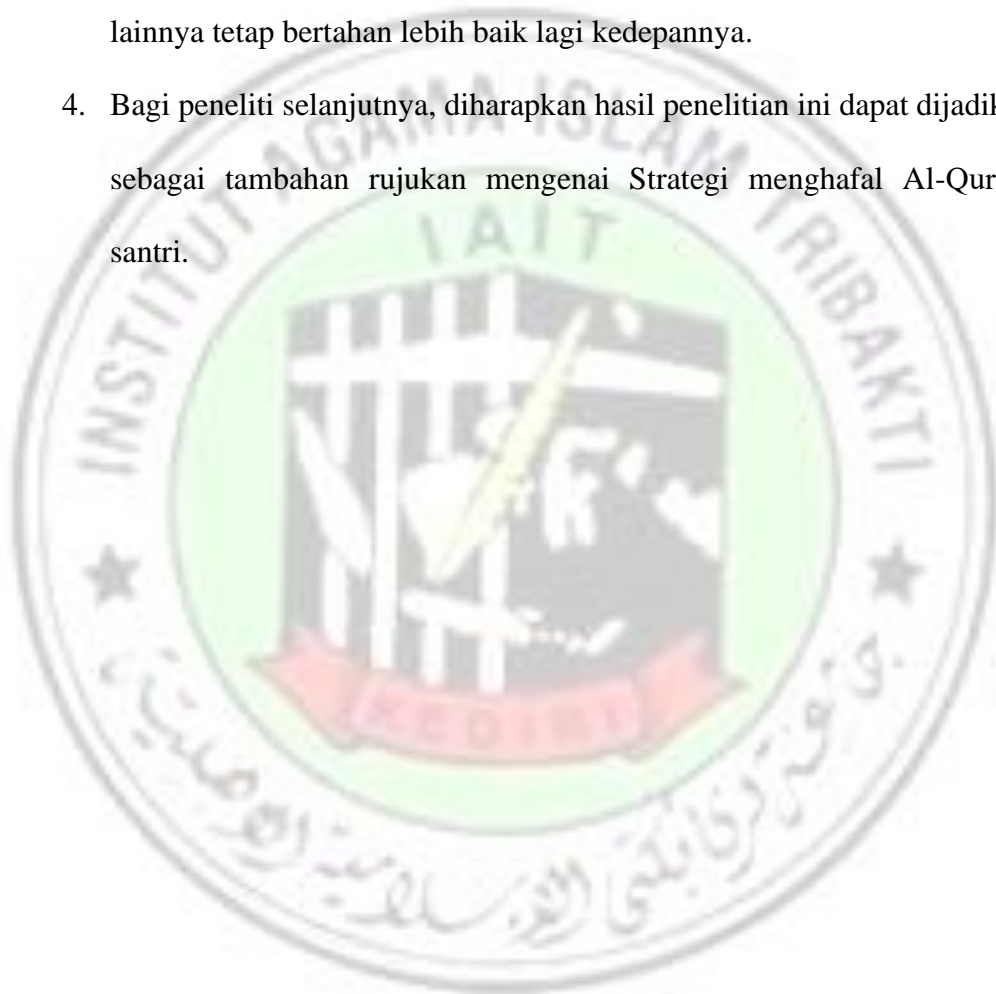 lainnya tetap bertahan lebih baik lagi kedepannya.
4. Bagi peneliti selanjutnya, diharapkan hasil penelitian ini dapat dijadik
sebagai tambahan rujukan mengenai Strategi menghafal Al-Qur
santri.
INSTITUT AGAMA ISLAM TRIBAKTI
IAIT
KEDIRI